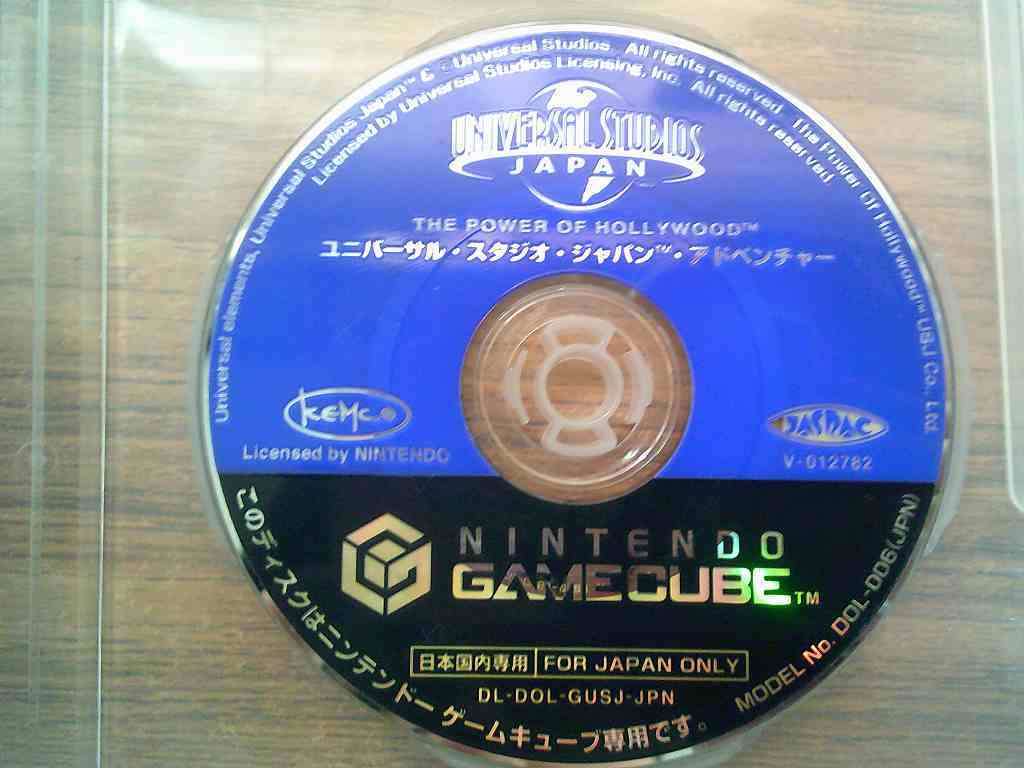 Universal elements, Universal Studios Japan™ & ©Universal Studios. All rights reserved. The Power Of Hollywood™ USJ Co., Ltd.
Licensed by Universal Studios Licensing, Inc. All rights reserved.
UNIVERSAL STUDIOS
JAPAN
THE POWER OF HOLLYWOOD™
ユニバーサル・スタジオ・ジャパン™・アドベンチャー
KEMCO
Licensed by NINTENDO
JASRAC
V-012782
NINTENDO
GAMECUBE™
日本国内専用 FOR JAPAN ONLY
DL-DOL-GUSJ-JPN
このディスクはニンテンドーゲームキューブ専用です。
MODEL No. DOL-006(JPN)